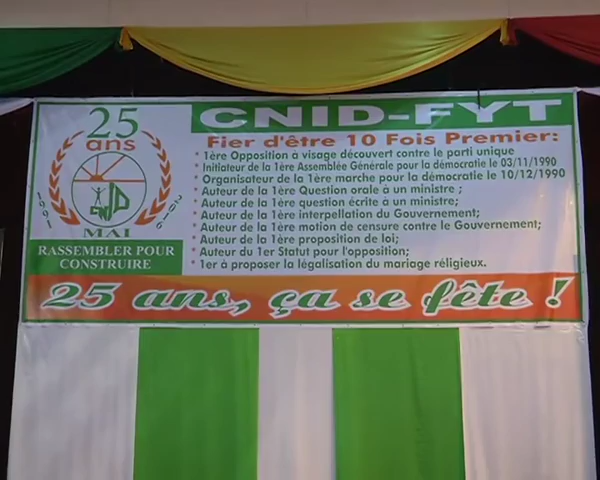 25
ans
1991
CNID
2016
MAI
RASSEMBLER POUR
CONSTRUIRE
CNID-FYT
Fier d'être 10 Fois Premier:
* 1ère Opposition à visage découvert contre le parti unique
* Initiateur de la 1ère Assemblée Générale pour la démocratie le 03/11/1990
* Organisateur de la 1ère marche pour la démocratie le 10/12/1990
* Auteur de la 1ère Question orale à un ministre ;
* Auteur de la 1ère question écrite à un ministre;
* Auteur de la 1ère interpellation du Gouvernement;
* Auteur de la 1ère motion de censure contre le Gouvernement;
* Auteur de la 1ère proposition de loi;
* Auteur du 1er Statut pour l'opposition;
* 1er à proposer la légalisation du mariage réligieux.
25 ans, ça se fête !